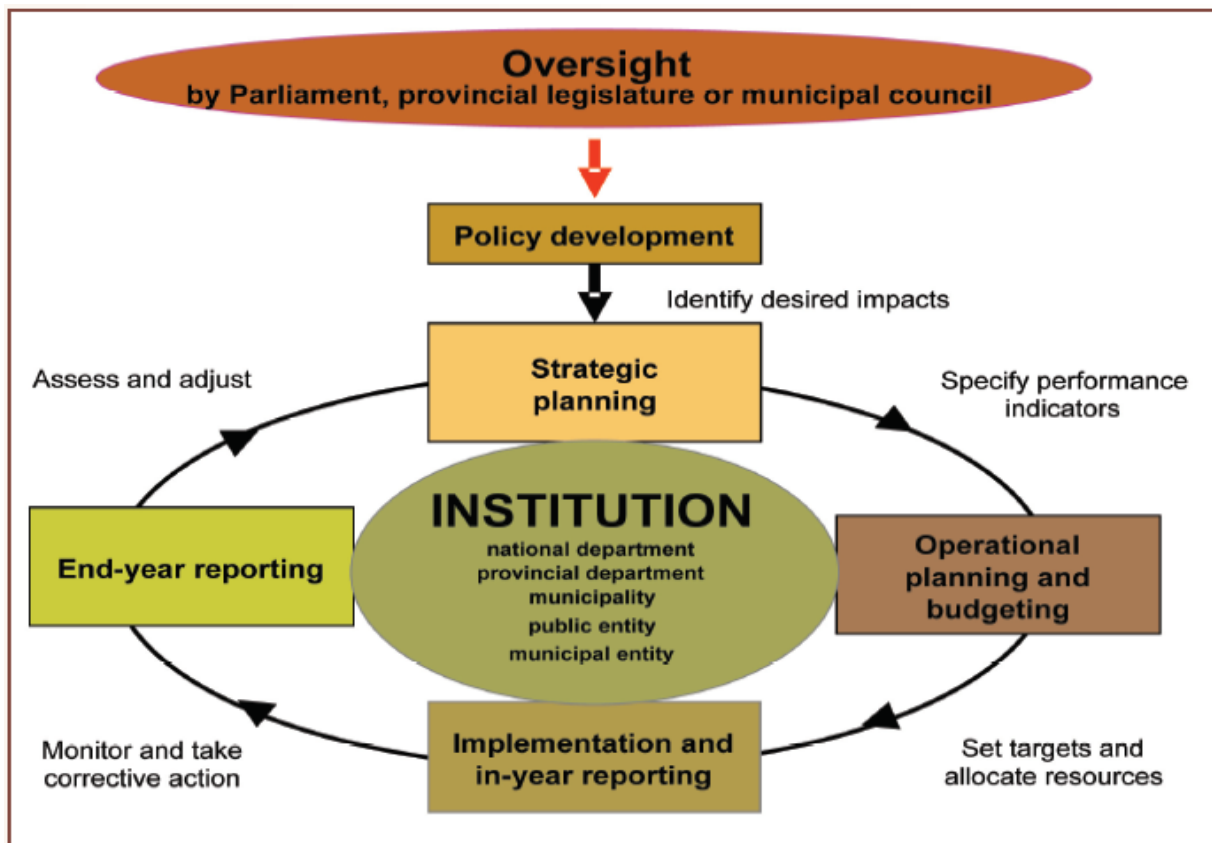 Oversight
by Parliament, provincial legislature or municipal council
Policy development
Identify desired impacts
Strategic
planning
Assess and adjust
Specify performance
indicators
INSTITUTION
national department
provincial department
municipality
public entity
municipal entity
End-year reporting
Operational
planning and
budgeting
Implementation and
in-year reporting
Monitor and take
corrective action
Set targets and
allocate resources